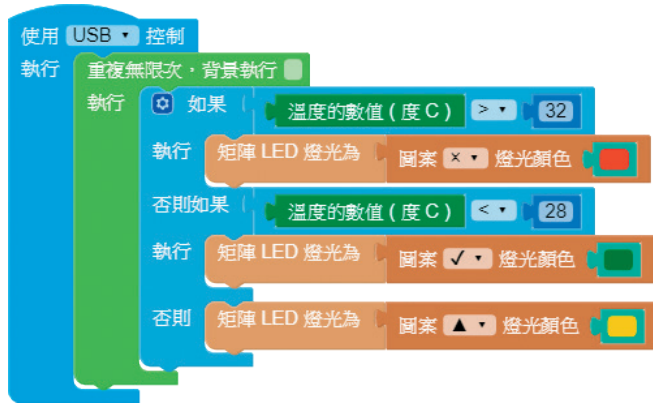 使用 USB 控制
執行 重複無限次，背景執行
執行 如果 溫度的數值 ( 度 C ) > 32
執行 矩陣 LED 燈光為 圖案 × 燈光顏色
否則如果 溫度的數值 ( 度 C ) < 28
執行 矩陣 LED 燈光為 圖案 ✓ 燈光顏色
否則 矩陣 LED 燈光為 圖案 ▲ 燈光顏色